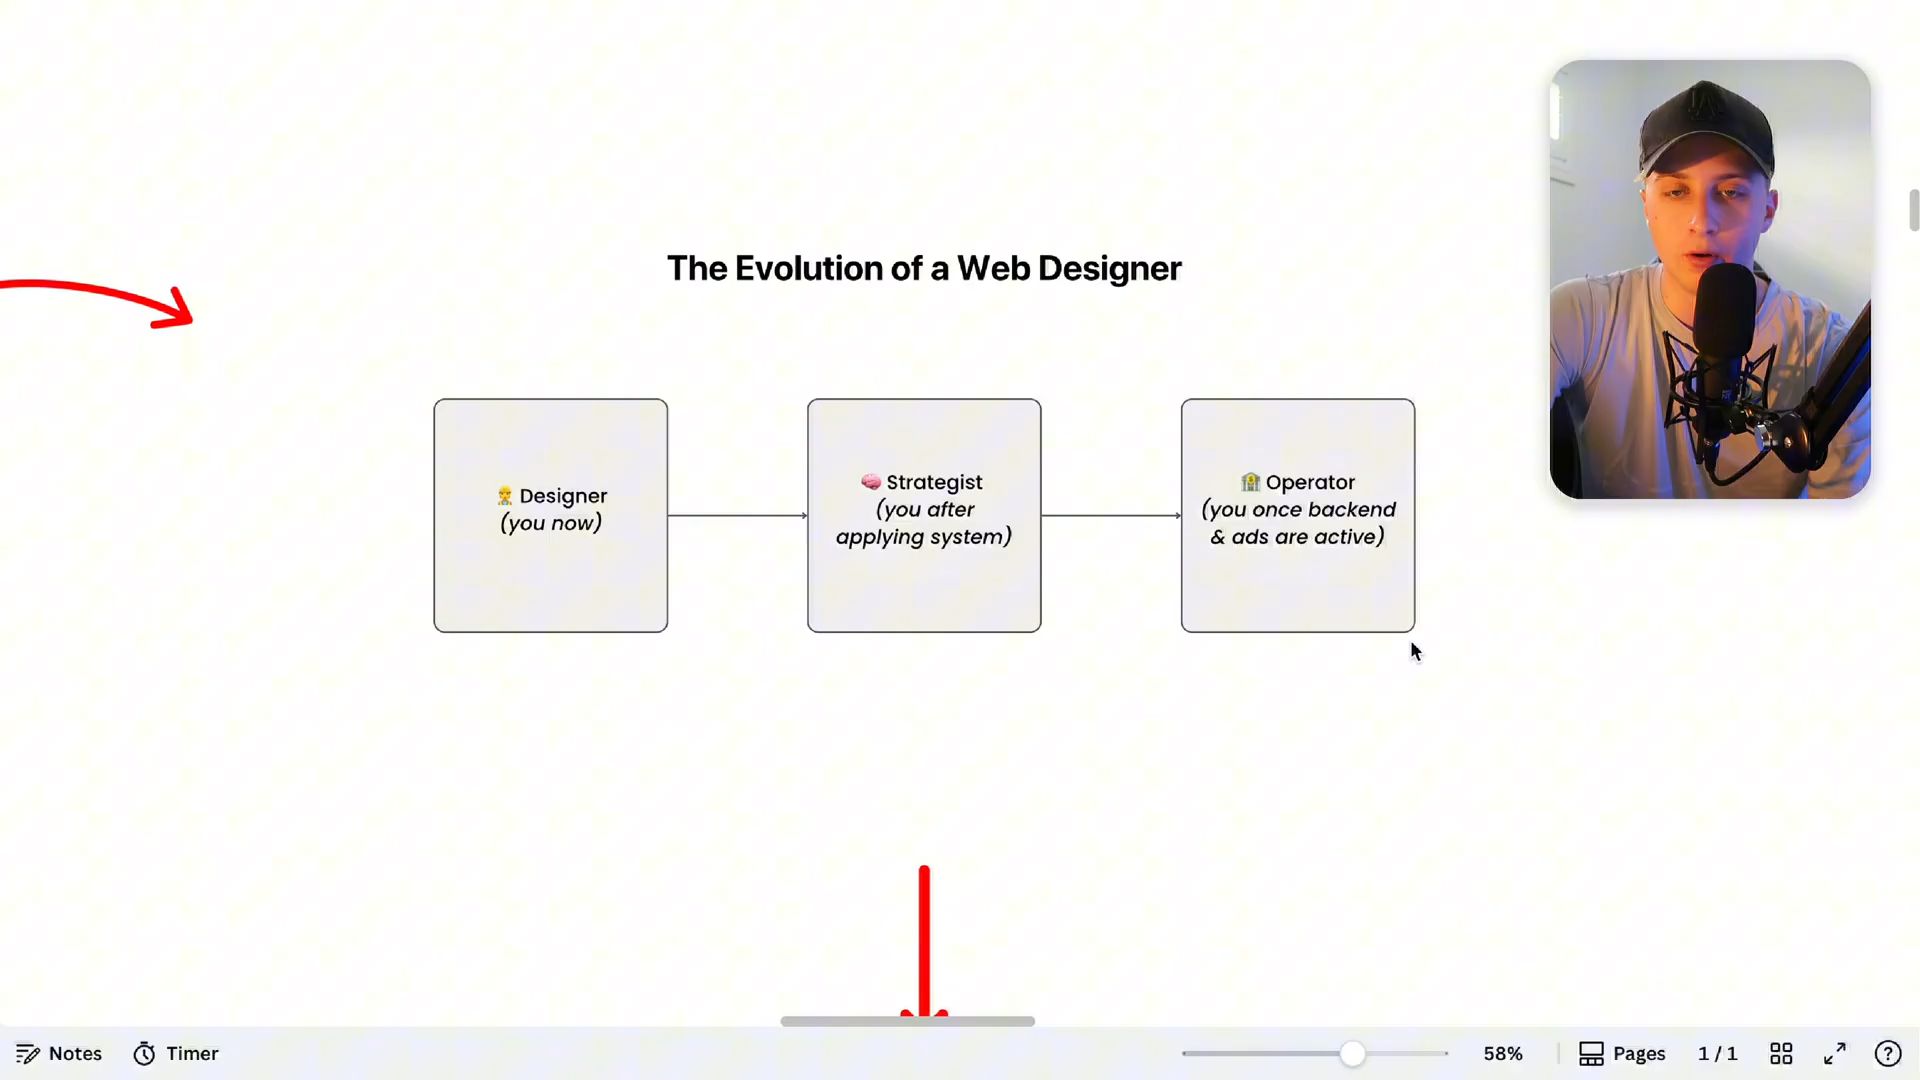 The Evolution of a Web Designer
👷 Designer
(you now)
🧠 Strategist
(you after
applying system)
🏦 Operator
(you once backend
& ads are active)
Notes
Timer
58%
Pages
1 / 1